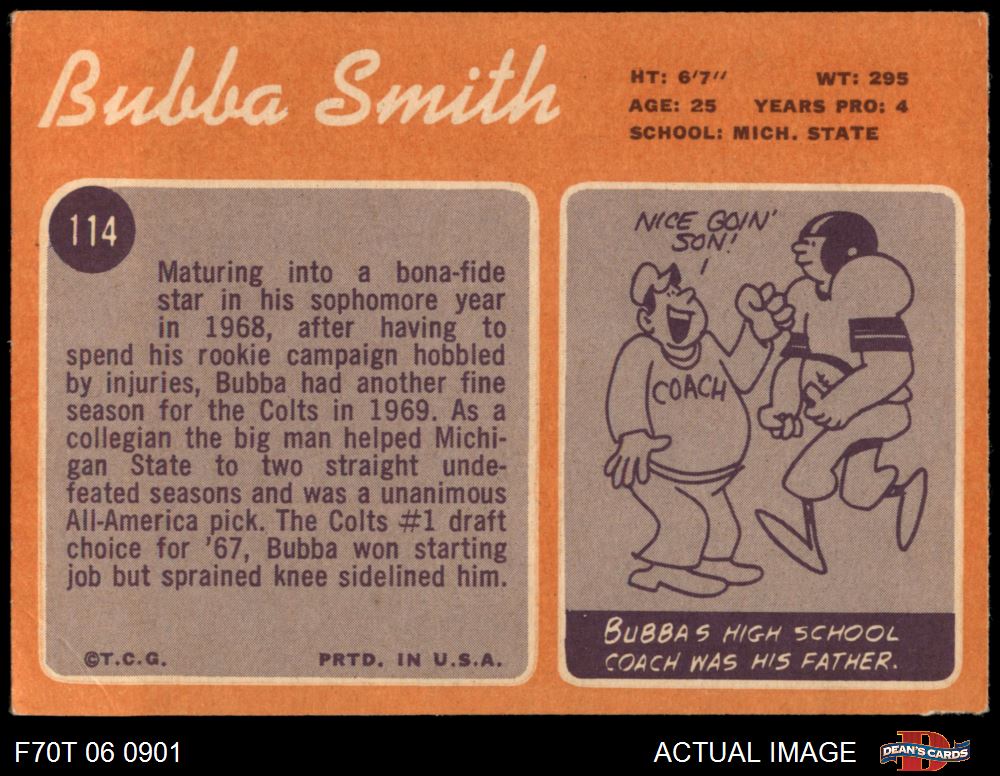 Bubba Smith
HT: 6'7" WT: 295
AGE: 25 YEARS PRO: 4
SCHOOL: MICH. STATE
114
Maturing into a bona-fide
star in his sophomore year
in 1968, after having to
spend his rookie campaign hobbled
by injuries, Bubba had another fine
season for the Colts in 1969. As a
collegian the big man helped Michi-
gan State to two straight unde-
feated seasons and was a unanimous
All-America pick. The Colts #1 draft
choice for '67, Bubba won starting
job but sprained knee sidelined him.
©T.C.G. PRTD. IN U.S.A.
NICE GOIN'
SON!
COACH
BUBBAS HIGH SCHOOL
COACH WAS HIS FATHER.
F70T 06 0901
ACTUAL IMAGE
D
DEAN'S CARDS